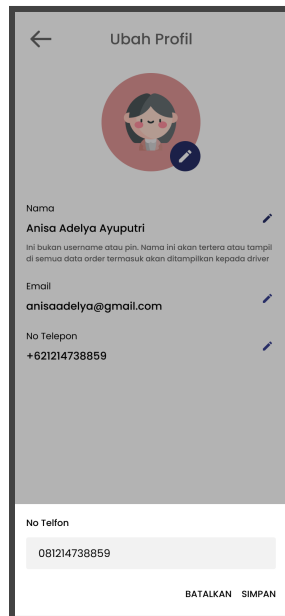 Ubah Profil
Nama
Anisa Adelya Ayuputri
Ini bukan username atau pin. Nama ini akan tertera atau tampil
di semua data order termasuk akan ditampilkan kepada driver
Email
anisaadelya@gmail.com
No Telepon
+621214738859
No Telfon
081214738859
BATALKAN SIMPAN